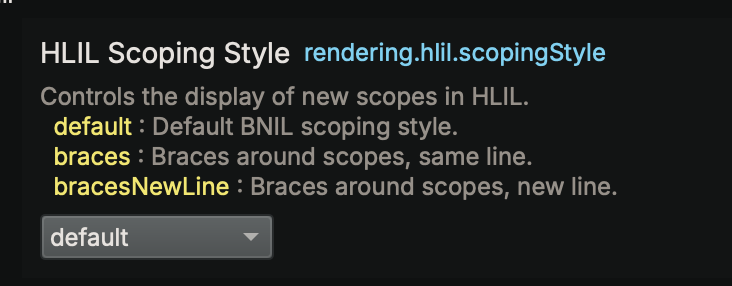 HLIL Scoping Style rendering.hlil.scopingStyle
Controls the display of new scopes in HLIL.
default : Default BNIL scoping style.
braces : Braces around scopes, same line.
bracesNewLine : Braces around scopes, new line.
default